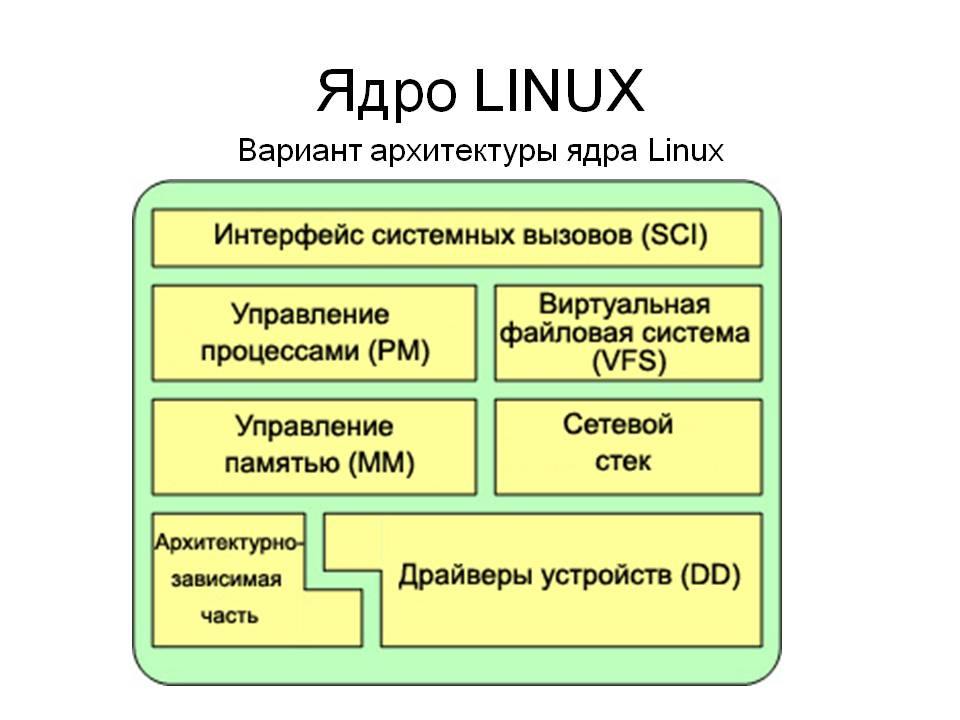 Ядро LINUX
Вариант архитектуры ядра Linux
Интерфейс системных вызовов (SCI)
Управление
процессами (PM)
Виртуальная
файловая система
(VFS)
Управление
памятью (MM)
Сетевой
стек
Архитектурно-
зависимая
часть
Драйверы устройств (DD)